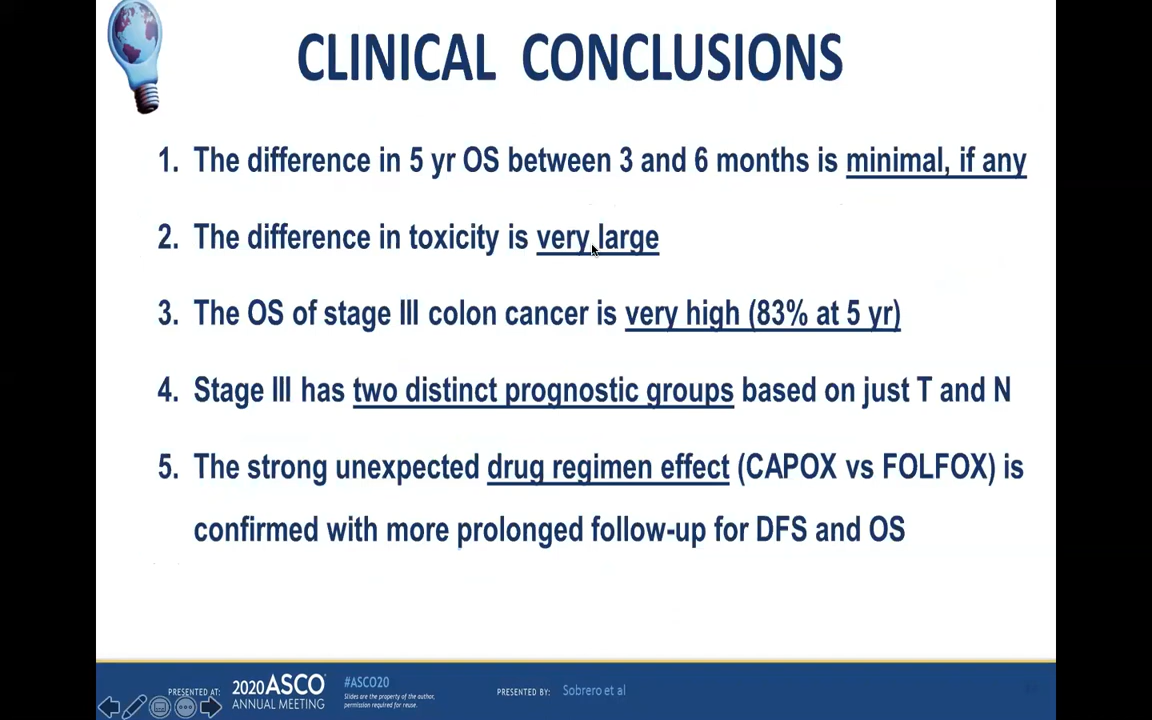 CLINICAL CONCLUSIONS
1. The difference in 5 yr OS between 3 and 6 months is minimal, if any
2. The difference in toxicity is very large
3. The OS of stage III colon cancer is very high (83% at 5 yr)
4. Stage III has two distinct prognostic groups based on just T and N
5. The strong unexpected drug regimen effect (CAPOX vs FOLFOX) is
confirmed with more prolonged follow-up for DFS and OS
PRESENTED AT:
2020 ASCO
ANNUAL MEETING
#ASCO20
Slides are the property of the author,
permission required for reuse.
PRESENTED BY: Sobrero et al